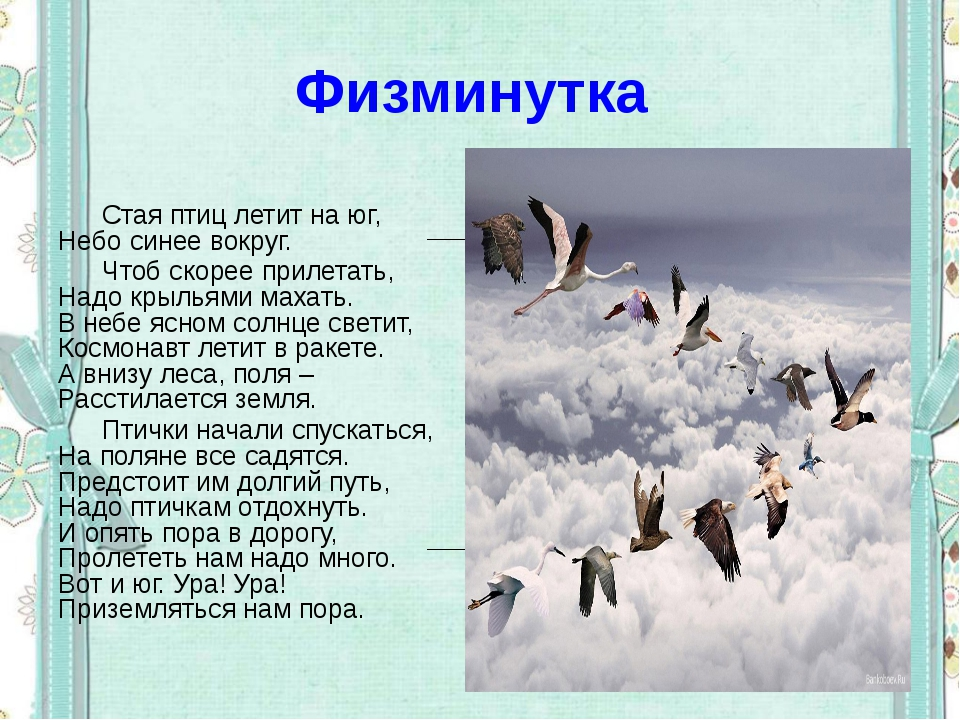 Физминутка
Стая птиц летит на юг,
Небо синее вокруг.
Чтоб скорее прилетать,
Надо крыльями махать.
В небе ясном солнце светит,
Космонавт летит в ракете.
А внизу леса, поля –
Расстилается земля.
Птички начали спускаться,
На поляне все садятся.
Предстоит им долгий путь,
Надо птичкам отдохнуть.
И опять пора в дорогу,
Пролететь нам надо много.
Вот и юг. Ура! Ура!
Приземляться нам пора.
Bankoboev.Ru